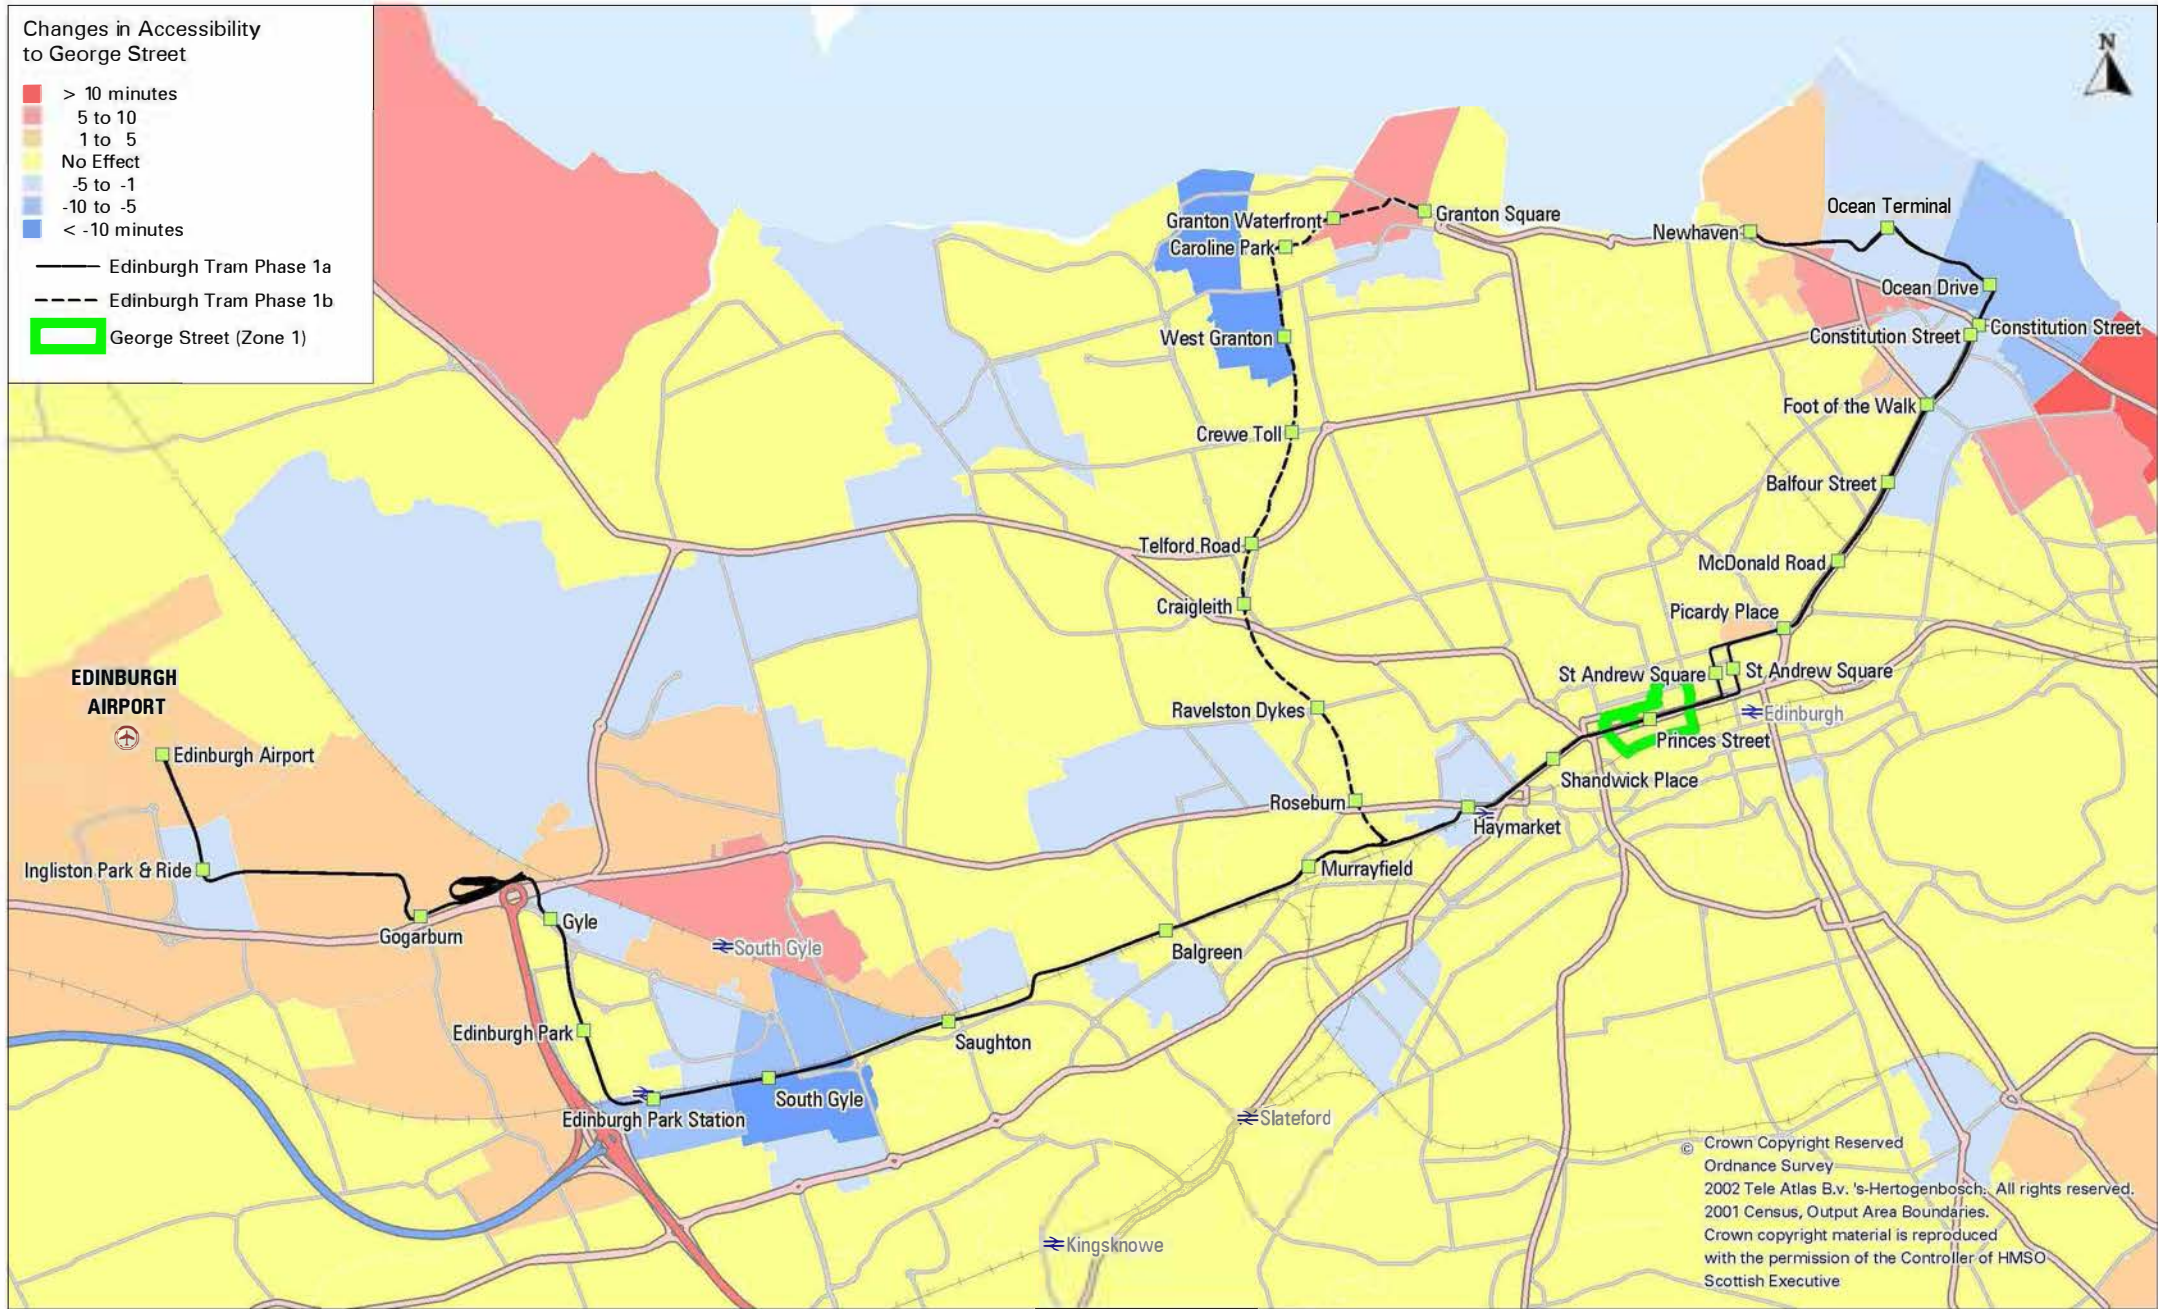 Changes in Accessibility
to George Street
> 10 minutes
5 to 10
1 to 5
No Effect
-5 to -1
-10 to -5
< -10 minutes
Edinburgh Tram Phase 1a
Edinburgh Tram Phase 1b
George Street (Zone 1)
N
Granton Waterfront
Granton Square
Caroline Park
Newhaven
Ocean Terminal
Ocean Drive
West Granton
Constitution Street
Constitution Street
Foot of the Walk
Crewe Toll
Balfour Street
Telford Road
McDonald Road
Craigleith
Picardy Place
St Andrew Square
St Andrew Square
EDINBURGH
AIRPORT
Ravelston Dykes
Edinburgh
Princes Street
Edinburgh Airport
Shandwick Place
Roseburn
Haymarket
Ingliston Park & Ride
Murrayfield
Gogarburn
Gyle
South Gyle
Balgreen
Edinburgh Park
Saughton
South Gyle
Edinburgh Park Station
Slateford
Kingsknowe
© Crown Copyright Reserved
Ordnance Survey
2002 Tele Atlas B.v. 's-Hertogenbosch. All rights reserved.
2001 Census, Output Area Boundaries.
Crown copyright material is reproduced
with the permission of the Controller of HMSO
Scottish Executive